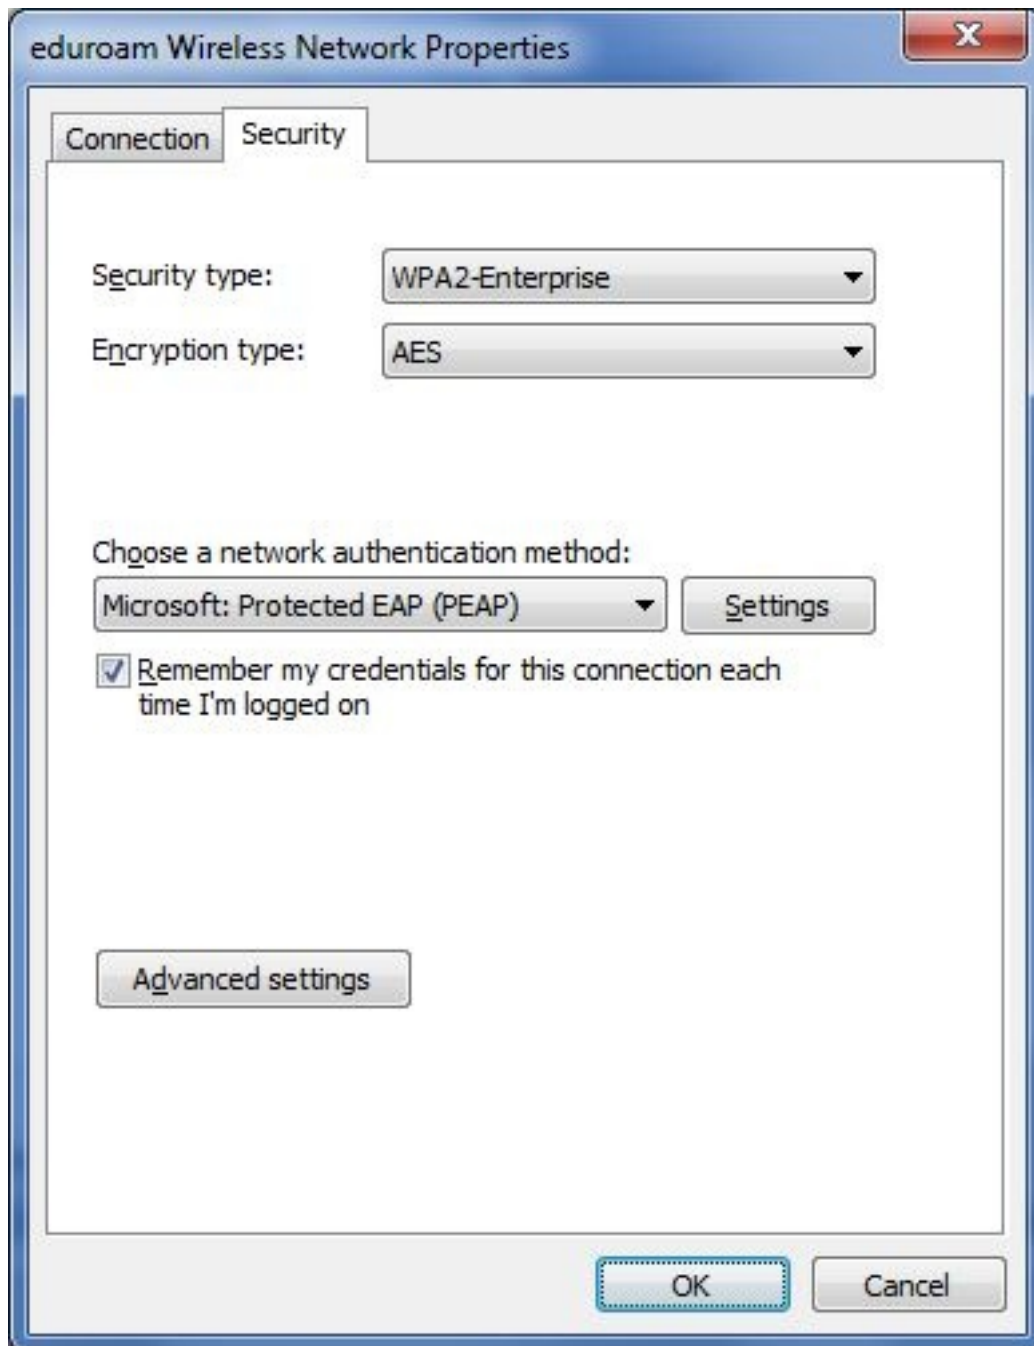 eduroam Wireless Network Properties
Connection
Security
Security type:
WPA2-Enterprise
Encryption type:
AES
Choose a network authentication method:
Microsoft: Protected EAP (PEAP)
Settings
Remember my credentials for this connection each
time I'm logged on
Advanced settings
OK
Cancel